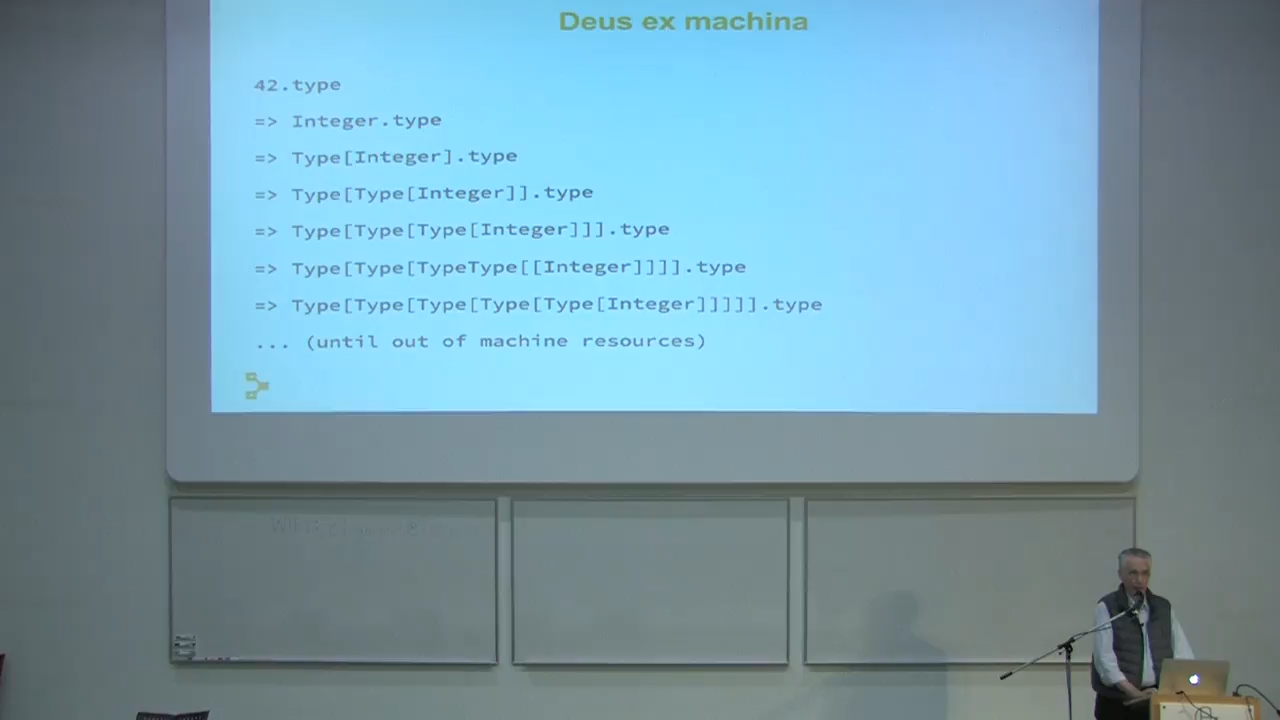 Deus ex machina
42.type
=> Integer.type
=> Type[Integer].type
=> Type[Type[Integer]].type
=> Type[Type[Type[Integer]]].type
=> Type[Type[TypeType[[Integer]]]].type
=> Type[Type[Type[Type[Type[Integer]]]]].type
... (until out of machine resources)